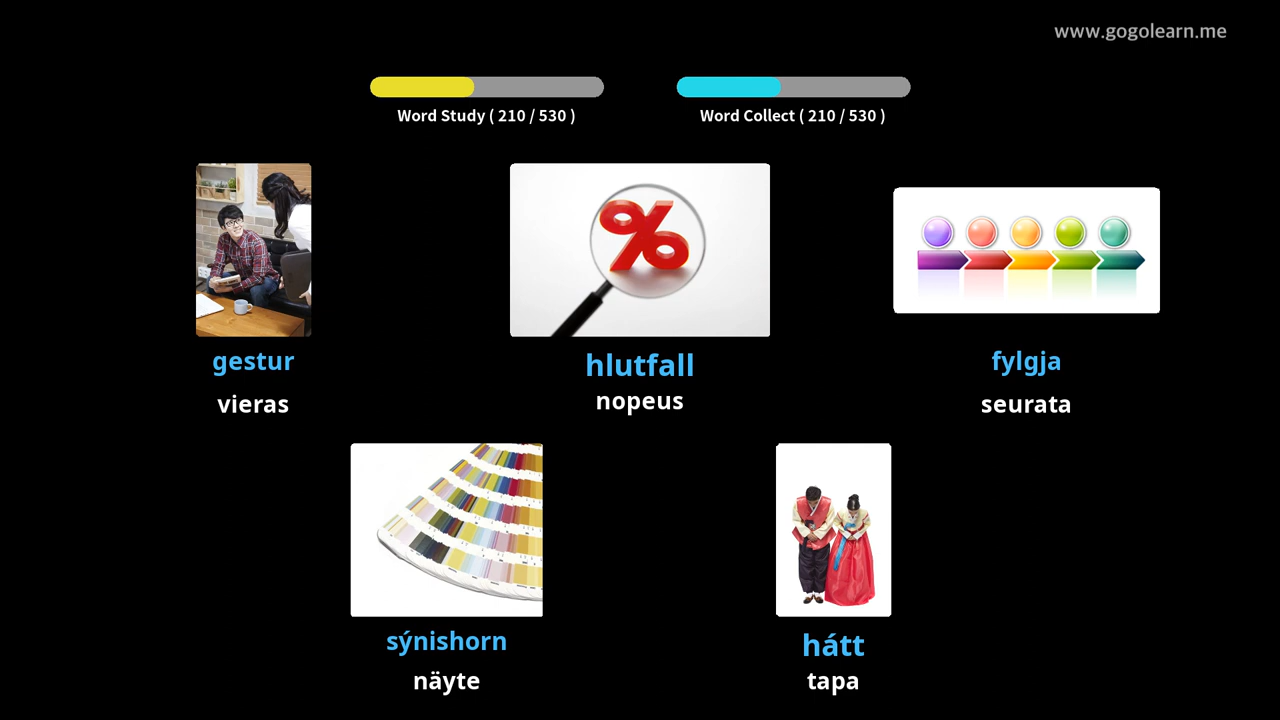 www.gogolearn.me
Word Study ( 210 / 530 )
Word Collect ( 210 / 530 )
gestur
vieras
hlutfall
nopeus
fylgja
seurata
sýnishorn
näyte
hátt
tapa